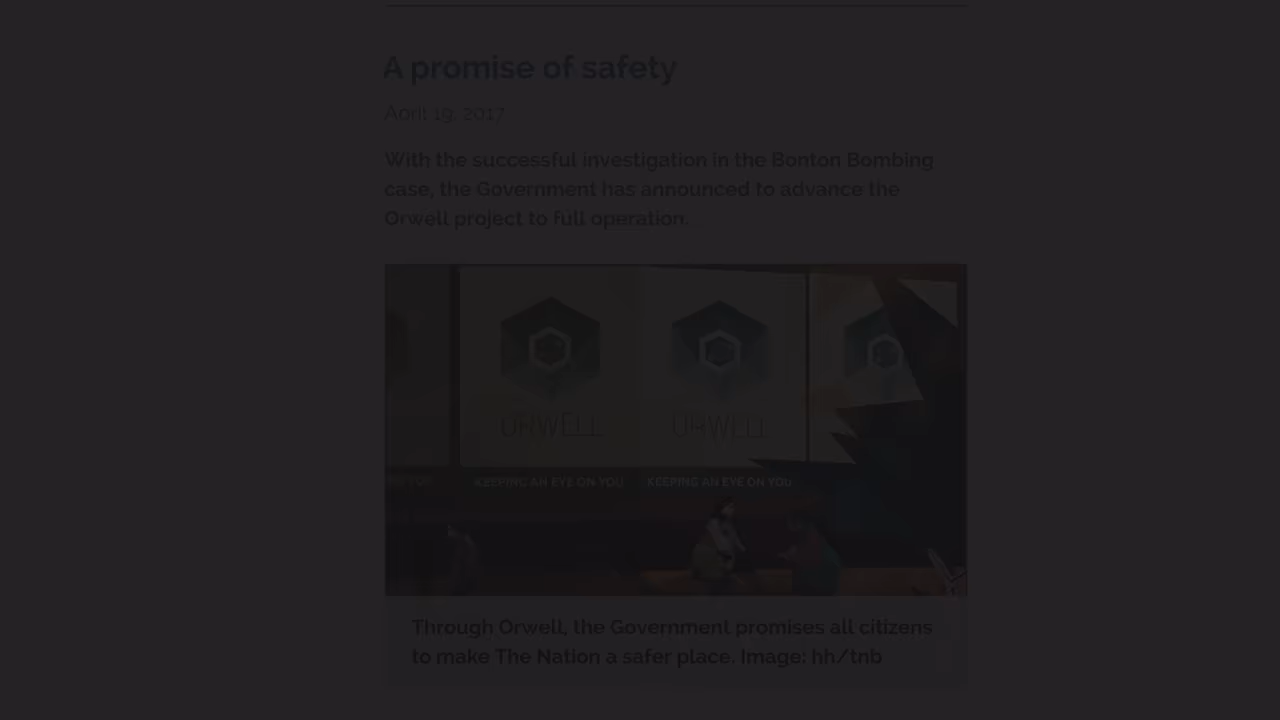 A promise of safety
April 19, 2017
With the successful investigation in the Bonton Bombing
case, the Government has announced to advance the
Orwell project to full operation.
ORWELL ORWELL
KEEPING AN EYE ON YOU KEEPING AN EYE ON YOU
Through Orwell, the Government promises all citizens
to make The Nation a safer place. Image: hh/tnb